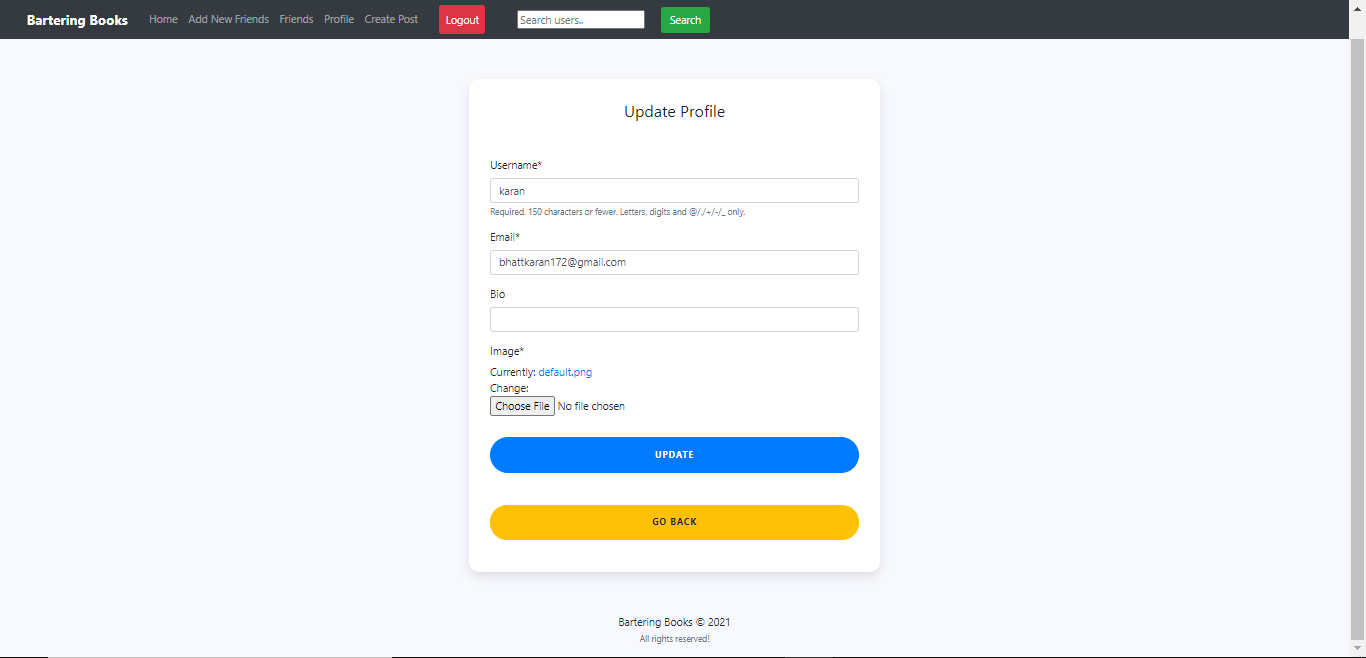 Bartering Books Home Add New Friends Friends Profile Create Post Logout Search users.. Search
Update Profile
Username*
karan
Required. 150 characters or fewer. Letters, digits and @/./+/-/_ only.
Email*
bhattkaran172@gmail.com
Bio
Image*
Currently: default.png
Change:
Choose File No file chosen
UPDATE
GO BACK
Bartering Books © 2021
All rights reserved!